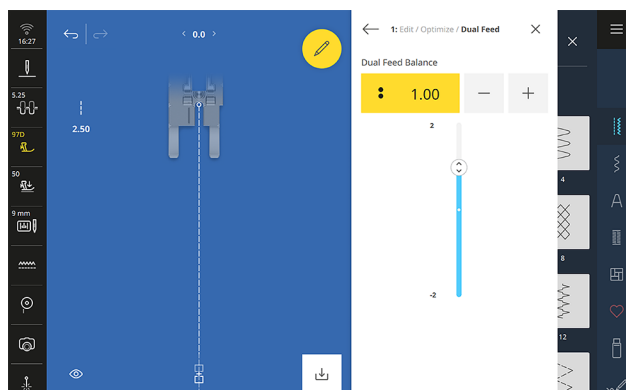 16:27
5.25
97D
50
9 mm
‹ 0.0 ›
2.50
1: Edit / Optimize / Dual Feed
Dual Feed Balance
1.00
2
-2
4
8
12